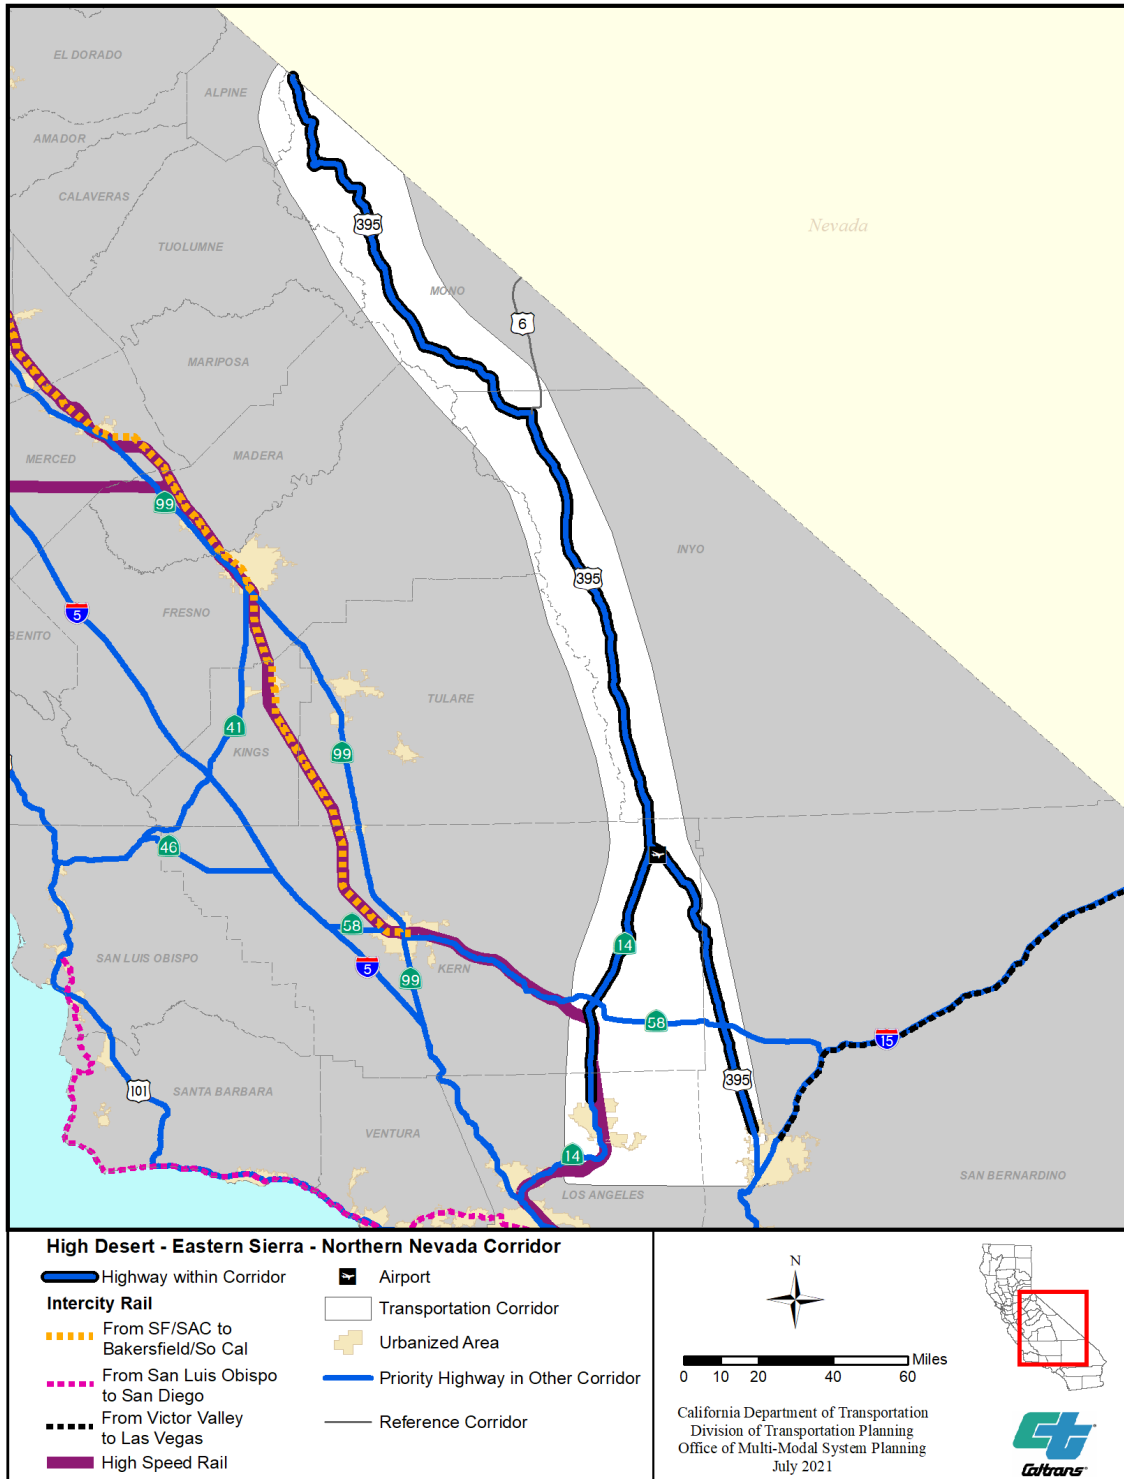 EL DORADO
ALPINE
AMADOR
CALAVERAS
TUOLUMNE
395
Nevada
MONO
6
MARIPOSA
MERCED
MADERA
99
INYO
395
5
FRESNO
BENITO
TULARE
41
KINGS
99
46
58
14
SAN LUIS OBISPO
5
KERN
99
58
15
395
101
SANTA BARBARA
VENTURA
14
LOS ANGELES
SAN BERNARDINO
High Desert - Eastern Sierra - Northern Nevada Corridor
Highway within Corridor
Intercity Rail
From SF/SAC to
Bakersfield/So Cal
From San Luis Obispo
to San Diego
From Victor Valley
to Las Vegas
High Speed Rail
Airport
Transportation Corridor
Urbanized Area
Priority Highway in Other Corridor
Reference Corridor
N
Miles
0 10 20 40 60
California Department of Transportation
Division of Transportation Planning
Office of Multi-Modal System Planning
July 2021
Caltrans®